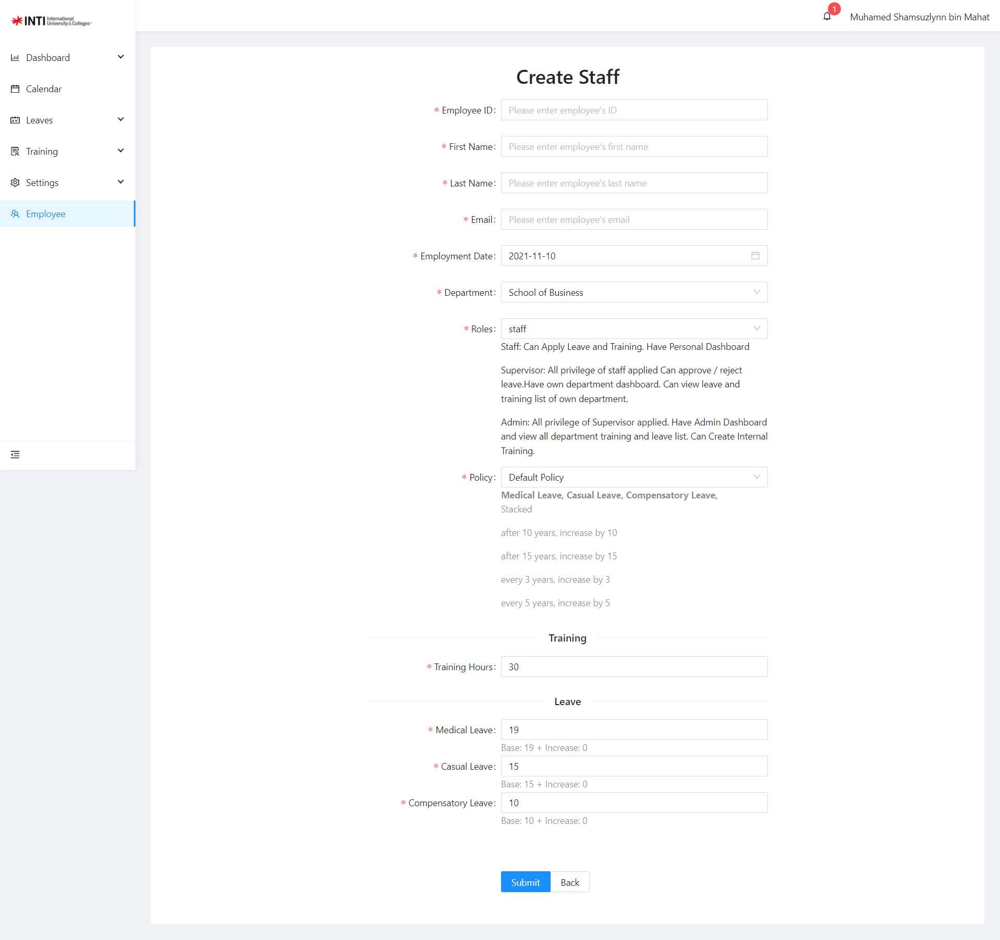 INTI International
University & Colleges
1
Muhamed Shamsuzlynn bin Mahat
Dashboard
Calendar
Leaves
Training
Settings
Employee
Create Staff
* Employee ID: Please enter employee's ID
* First Name: Please enter employee's first name
* Last Name: Please enter employee's last name
* Email: Please enter employee's email
* Employment Date: 2021-11-10
* Department: School of Business
* Roles: staff
Staff: Can Apply Leave and Training. Have Personal Dashboard
Supervisor: All privilege of staff applied Can approve / reject
leave.Have own department dashboard. Can view leave and
training list of own department.
Admin: All privilege of Supervisor applied. Have Admin Dashboard
and view all department training and leave list. Can Create Internal
Training.
* Policy: Default Policy
Medical Leave, Casual Leave, Compensatory Leave,
Stacked
after 10 years, increase by 10
after 15 years, increase by 15
every 3 years, increase by 3
every 5 years, increase by 5
Training
* Training Hours: 30
Leave
* Medical Leave: 19
Base: 19 + Increase: 0
* Casual Leave: 15
Base: 15 + Increase: 0
* Compensatory Leave: 10
Base: 10 + Increase: 0
Submit Back